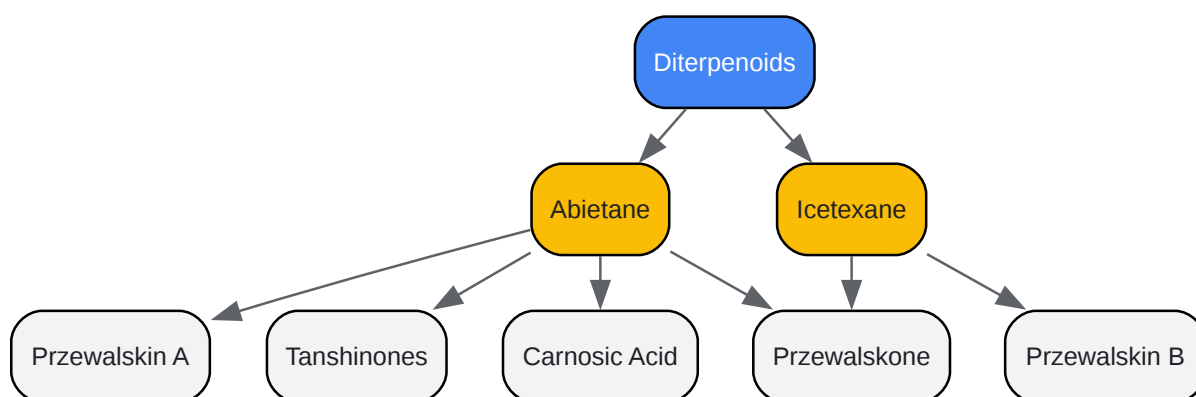 Diterpenoids
Abietane
Icetexane
Przewalskin A
Tanshinones
Carnosic Acid
Przewalskone
Przewalskin B